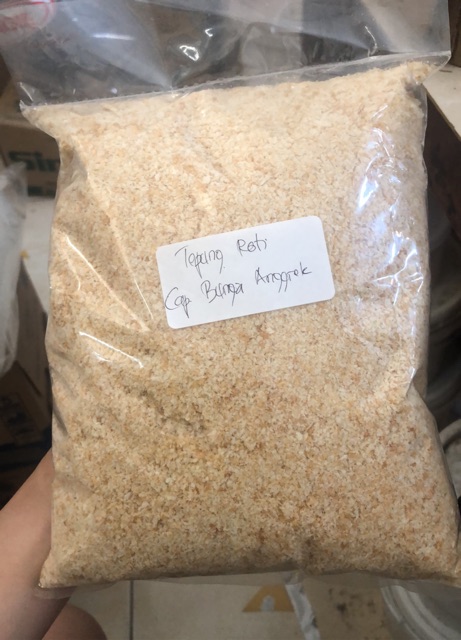 Tepung Roti
Cap Bunga Anggrek